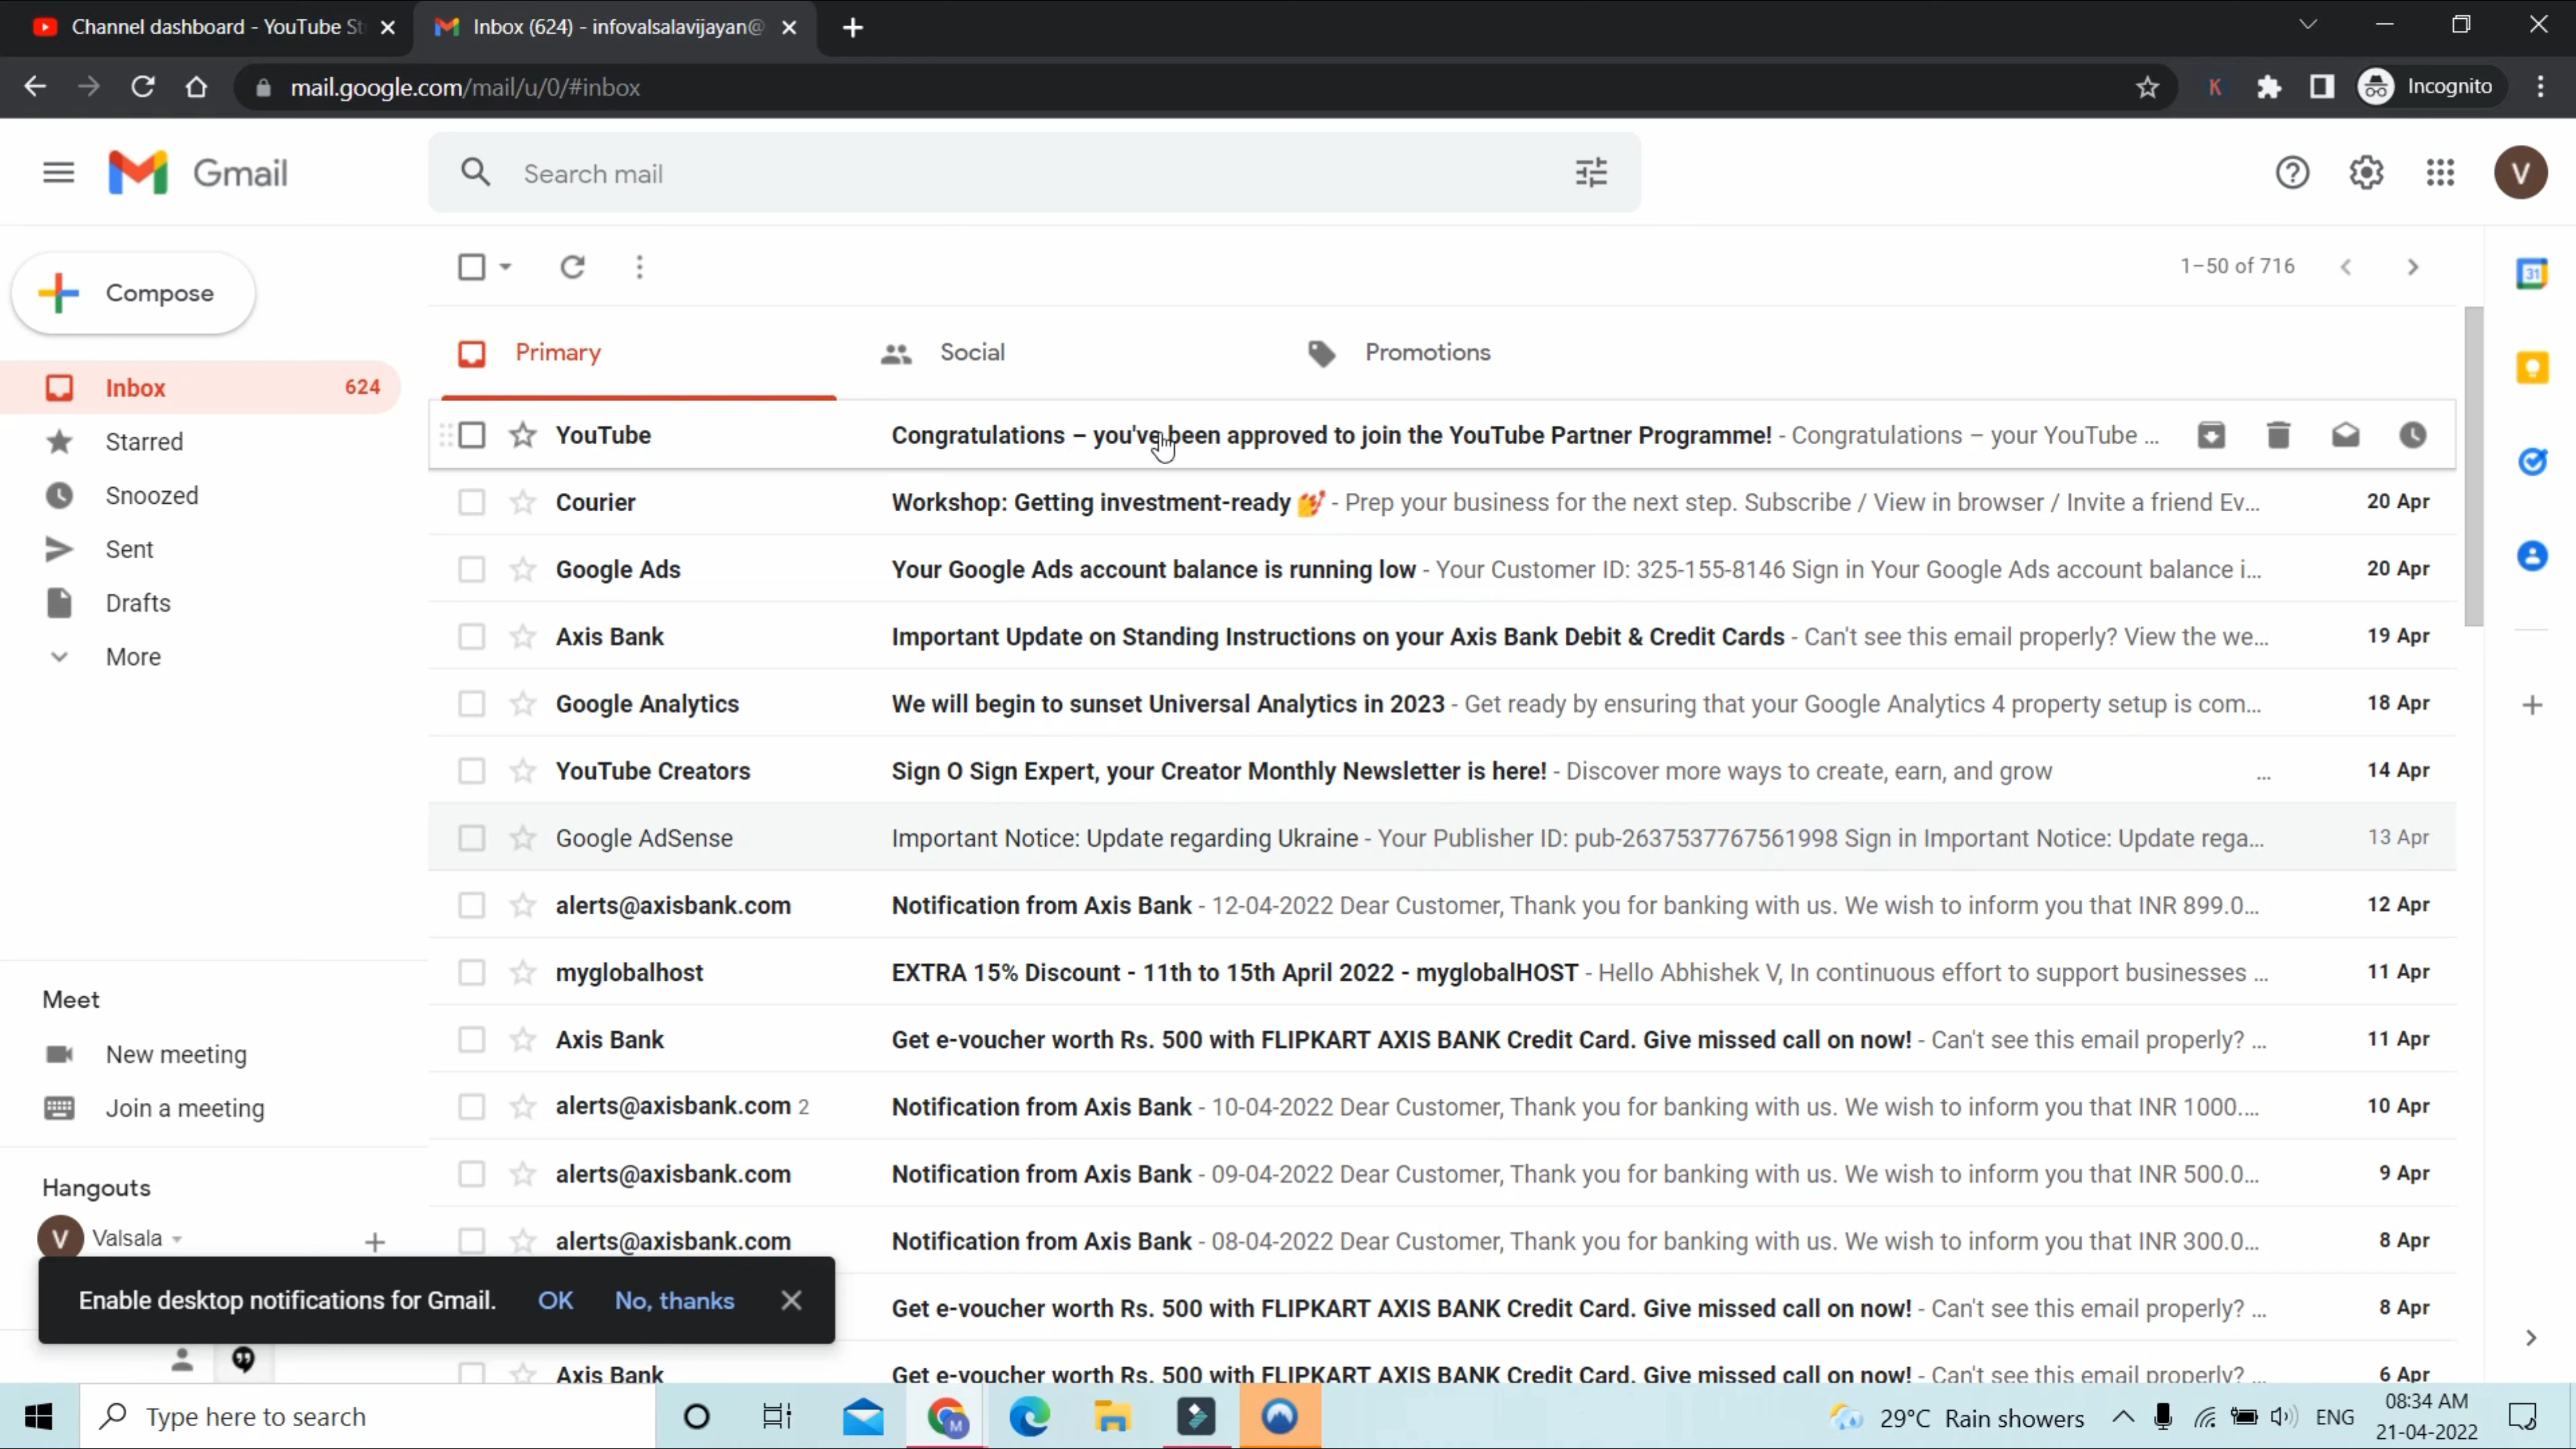 Channel dashboard - YouTube St
Inbox (624) - infovalsalavijayan@
mail.google.com/mail/u/0/#inbox
K
Incognito
Gmail
Search mail
V
Compose
1–50 of 716
31
Primary
Social
Promotions
Inbox 624
Starred
Snoozed
Sent
Drafts
More
YouTube Congratulations – you've been approved to join the YouTube Partner Programme! - Congratulations – your YouTube ...
Courier Workshop: Getting investment-ready 💅 - Prep your business for the next step. Subscribe / View in browser / Invite a friend Ev... 20 Apr
Google Ads Your Google Ads account balance is running low - Your Customer ID: 325-155-8146 Sign in Your Google Ads account balance i... 20 Apr
Axis Bank Important Update on Standing Instructions on your Axis Bank Debit & Credit Cards - Can't see this email properly? View the we... 19 Apr
Google Analytics We will begin to sunset Universal Analytics in 2023 - Get ready by ensuring that your Google Analytics 4 property setup is com... 18 Apr
YouTube Creators Sign O Sign Expert, your Creator Monthly Newsletter is here! - Discover more ways to create, earn, and grow ... 14 Apr
Google AdSense Important Notice: Update regarding Ukraine - Your Publisher ID: pub-2637537767561998 Sign in Important Notice: Update rega... 13 Apr
alerts@axisbank.com Notification from Axis Bank - 12-04-2022 Dear Customer, Thank you for banking with us. We wish to inform you that INR 899.0... 12 Apr
myglobalhost EXTRA 15% Discount - 11th to 15th April 2022 - myglobalHOST - Hello Abhishek V, In continuous effort to support businesses ... 11 Apr
Axis Bank Get e-voucher worth Rs. 500 with FLIPKART AXIS BANK Credit Card. Give missed call on now! - Can't see this email properly? ... 11 Apr
alerts@axisbank.com 2 Notification from Axis Bank - 10-04-2022 Dear Customer, Thank you for banking with us. We wish to inform you that INR 1000.... 10 Apr
alerts@axisbank.com Notification from Axis Bank - 09-04-2022 Dear Customer, Thank you for banking with us. We wish to inform you that INR 500.0... 9 Apr
alerts@axisbank.com Notification from Axis Bank - 08-04-2022 Dear Customer, Thank you for banking with us. We wish to inform you that INR 300.0... 8 Apr
Get e-voucher worth Rs. 500 with FLIPKART AXIS BANK Credit Card. Give missed call on now! - Can't see this email properly? ... 8 Apr
Axis Bank Get e-voucher worth Rs. 500 with FLIPKART AXIS BANK Credit Card. Give missed call on now! - Can't see this email properly? ... 6 Apr
Meet
New meeting
Join a meeting
Hangouts
V Valsala
Enable desktop notifications for Gmail. OK No, thanks
Type here to search
M
29°C Rain showers
ENG
08:34 AM
21-04-2022